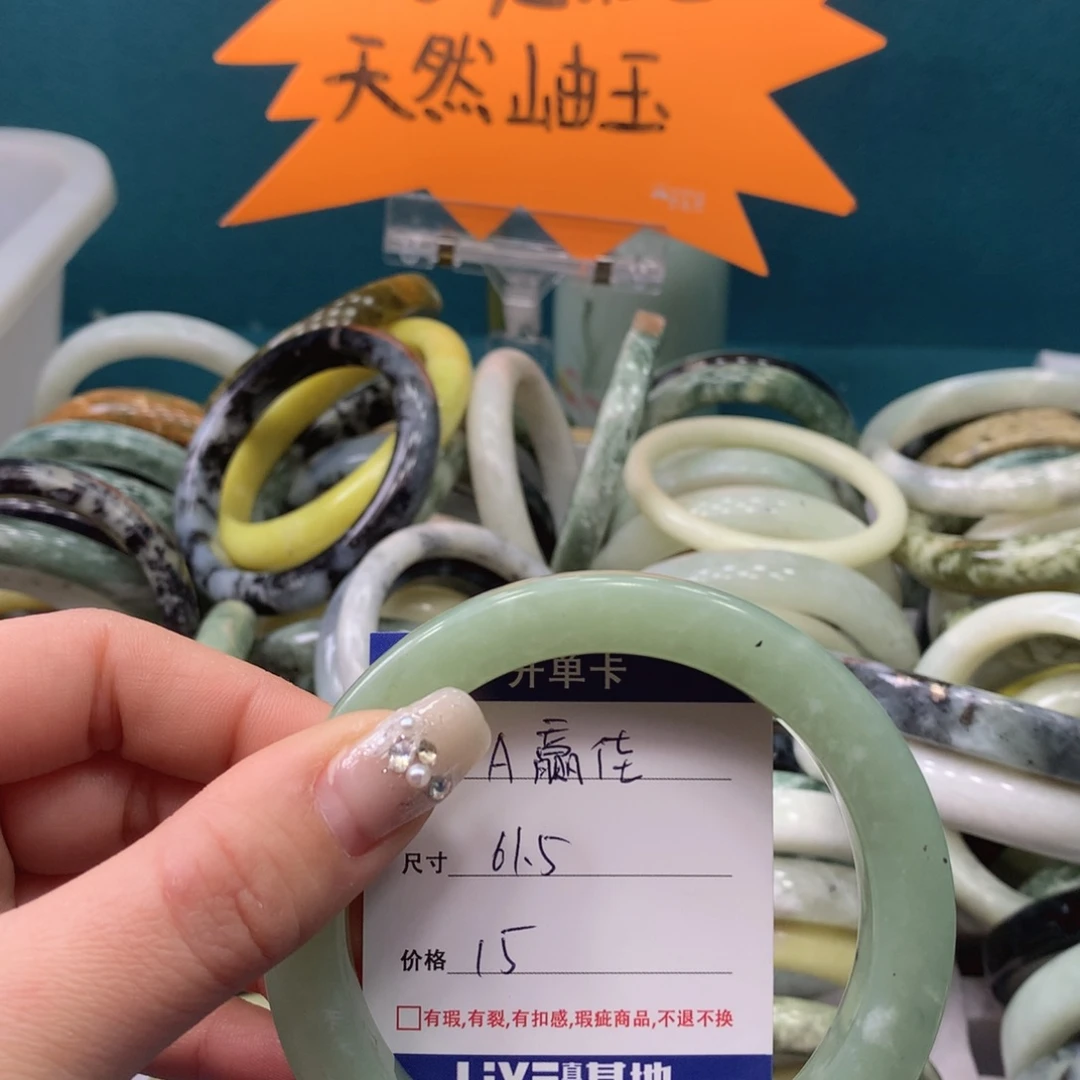 天然岫玉
开单卡
A赢佳
尺寸 61.5
价格 15
□有瑕,有裂,有扣感,瑕疵商品,不退不换